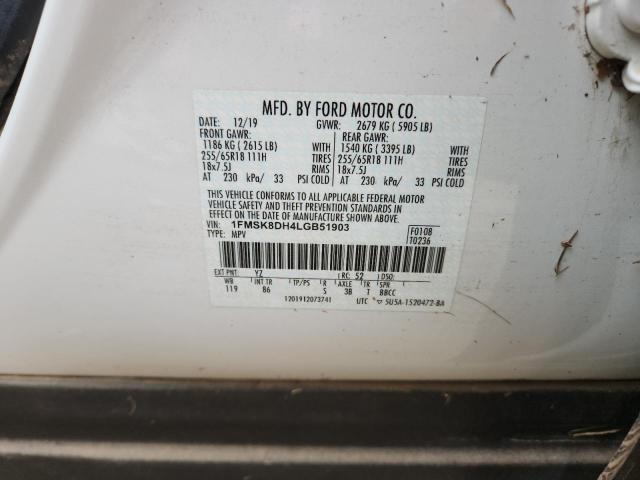 MFD. BY FORD MOTOR CO.
DATE: 12/19 GVWR: 2679 KG ( 5905 LB)
FRONT GAWR: REAR GAWR:
1186 KG ( 2615 LB) WITH 1540 KG ( 3395 LB) WITH
255/65R18 111H TIRES 255/65R18 111H TIRES
18x7.5J RIMS 18x7.5J RIMS
AT 230 kPa/ 33 PSI COLD AT 230 kPa/ 33 PSI COLD
THIS VEHICLE CONFORMS TO ALL APPLICABLE FEDERAL MOTOR
VEHICLE SAFETY AND THEFT PREVENTION STANDARDS IN
EFFECT ON THE DATE OF MANUFACTURE SHOWN ABOVE.
VIN: 1FMSK8DH4LGB51903 F0108
TYPE: MPV T0236
EXT PNT: YZ RC: 52 DSO:
WB INT TR TP/PS R AXLE TR SPR
119 86 S 3B T BBCC
1201912073741 UTC ▽ 5U5A-1520472-BA